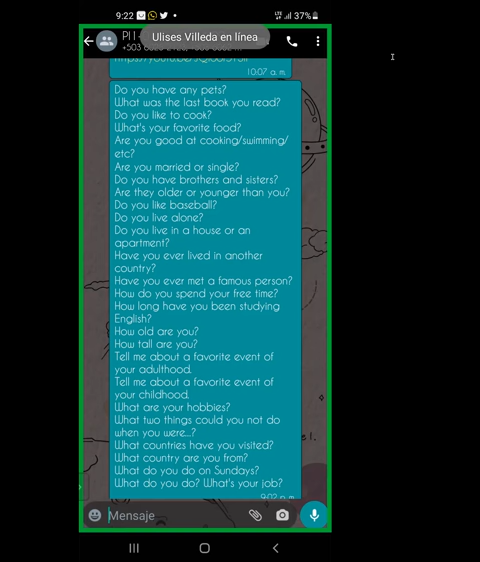 9:22
LTE
37%
Ulises Villeda en línea
10:07 a. m.
Do you have any pets?
What was the last book you read?
Do you like to cook?
What's your favorite food?
Are you good at cooking/swimming/
etc?
Are you married or single?
Do you have brothers and sisters?
Are they older or younger than you?
Do you like baseball?
Do you live alone?
Do you live in a house or an
apartment?
Have you ever lived in another
country?
Have you ever met a famous person?
How do you spend your free time?
How long have you been studying
English?
How old are you?
How tall are you?
Tell me about a favorite event of
your adulthood.
Tell me about a favorite event of
your childhood.
What are your hobbies?
What two things could you not do
when you were...?
What countries have you visited?
What country are you from?
What do you do on Sundays?
What do you do? What's your job?
9:02 p. m.
Mensaje